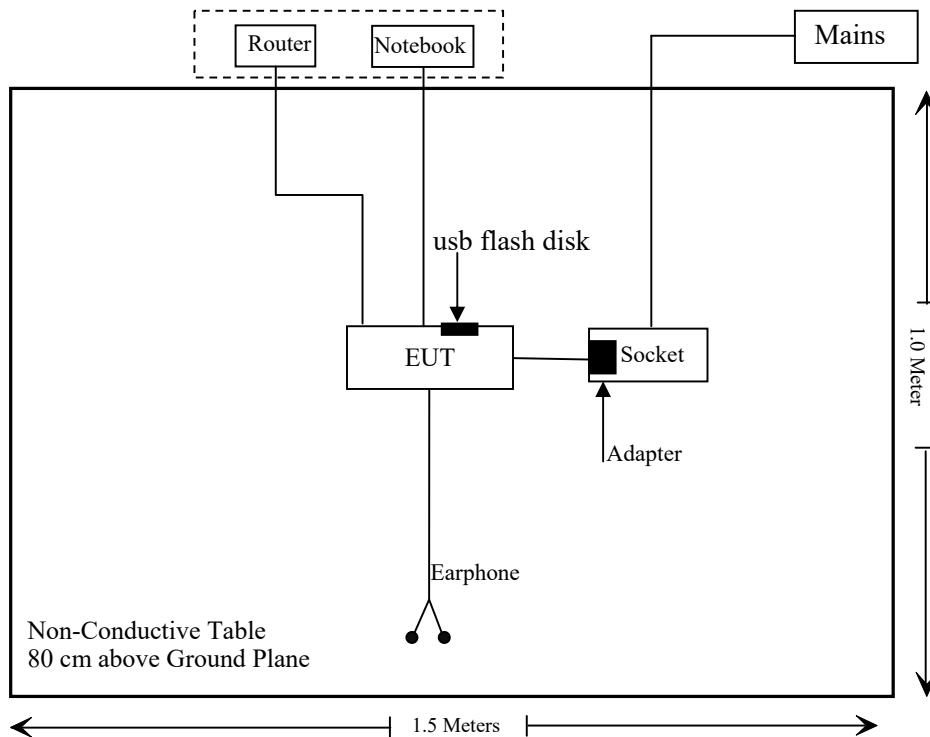 Router
Notebook
Mains
usb flash disk
EUT
Socket
1.0 Meter
Adapter
Earphone
Non-Conductive Table
80 cm above Ground Plane
1.5 Meters